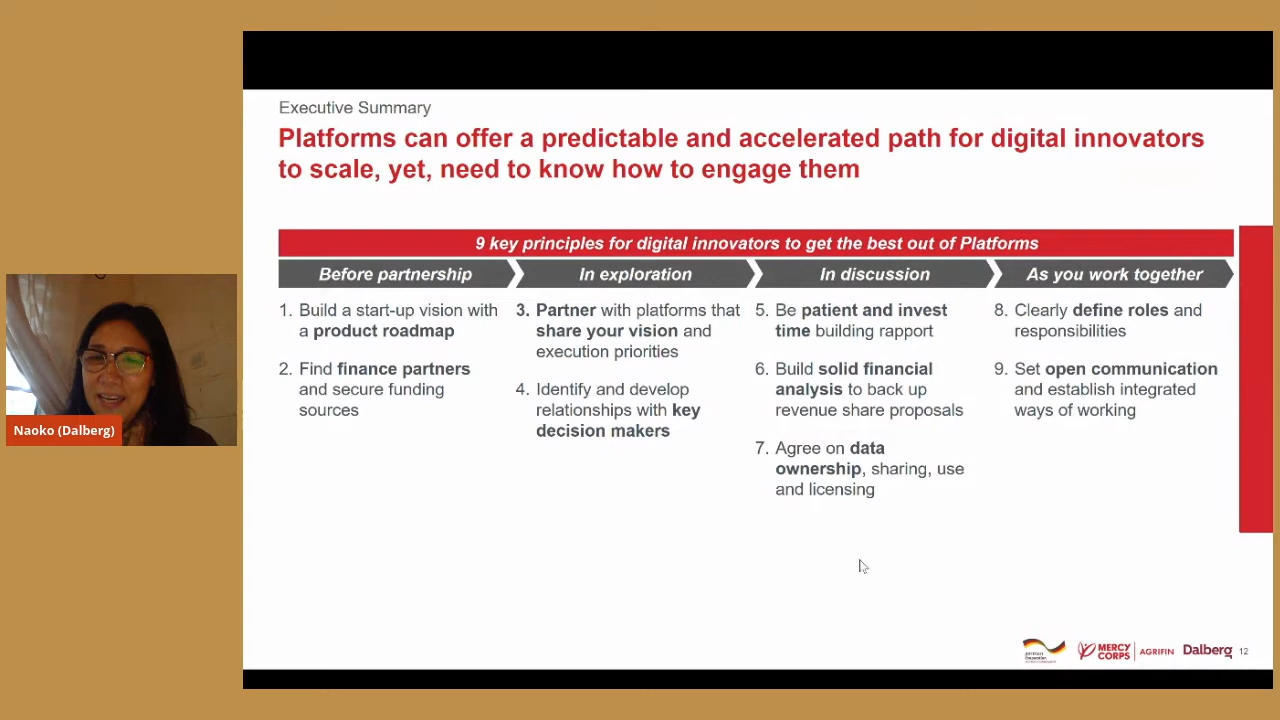 Executive Summary
Platforms can offer a predictable and accelerated path for digital innovators
to scale, yet, need to know how to engage them
9 key principles for digital innovators to get the best out of Platforms
Before partnership
1. Build a start-up vision with
a product roadmap
2. Find finance partners
and secure funding
sources
In exploration
3. Partner with platforms that
share your vision and
execution priorities
4. Identify and develop
relationships with key
decision makers
In discussion
5. Be patient and invest
time building rapport
6. Build solid financial
analysis to back up
revenue share proposals
7. Agree on data
ownership, sharing, use
and licensing
As you work together
8. Clearly define roles and
responsibilities
9. Set open communication
and establish integrated
ways of working
Naoko (Dalberg)
MERCY
CORPS
AGRIFIN
Dalberg
12